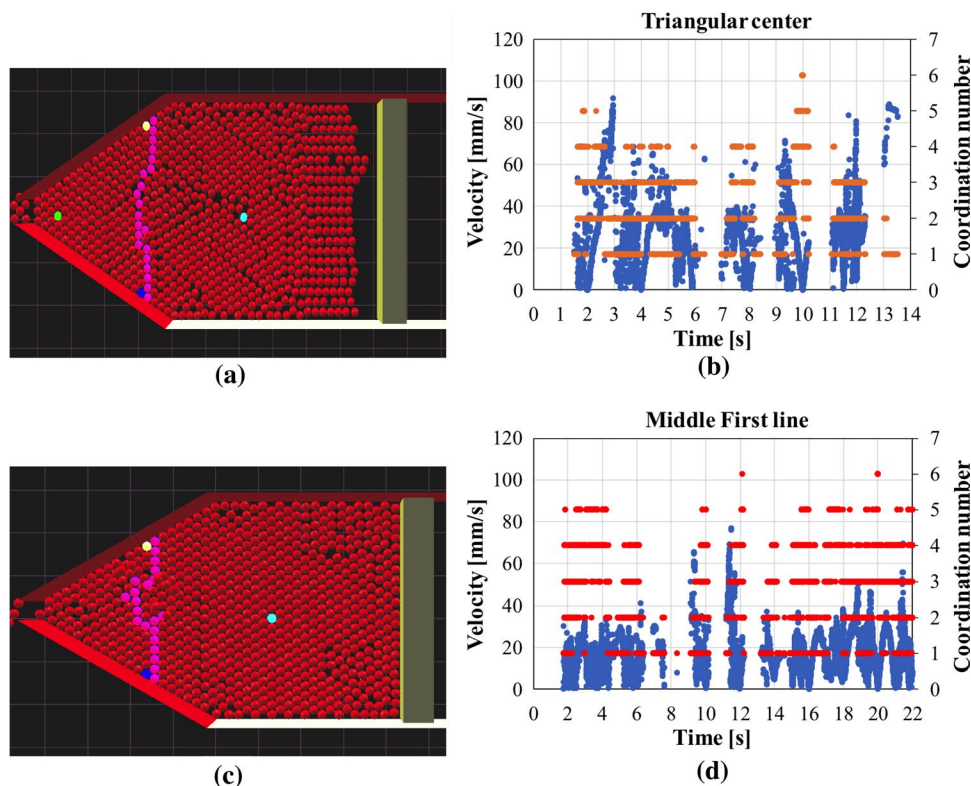 Triangular center
120
100
80
60
40
20
0
Velocity [mm/s]
7
6
5
4
3
2
1
0
Coordination number
0 1 2 3 4 5 6 7 8 9 10 11 12 13 14
Time [s]
(a)
(b)
Middle First line
120
100
80
60
40
20
0
Velocity [mm/s]
7
6
5
4
3
2
1
0
Coordination number
0 2 4 6 8 10 12 14 16 18 20 22
Time [s]
(c)
(d)